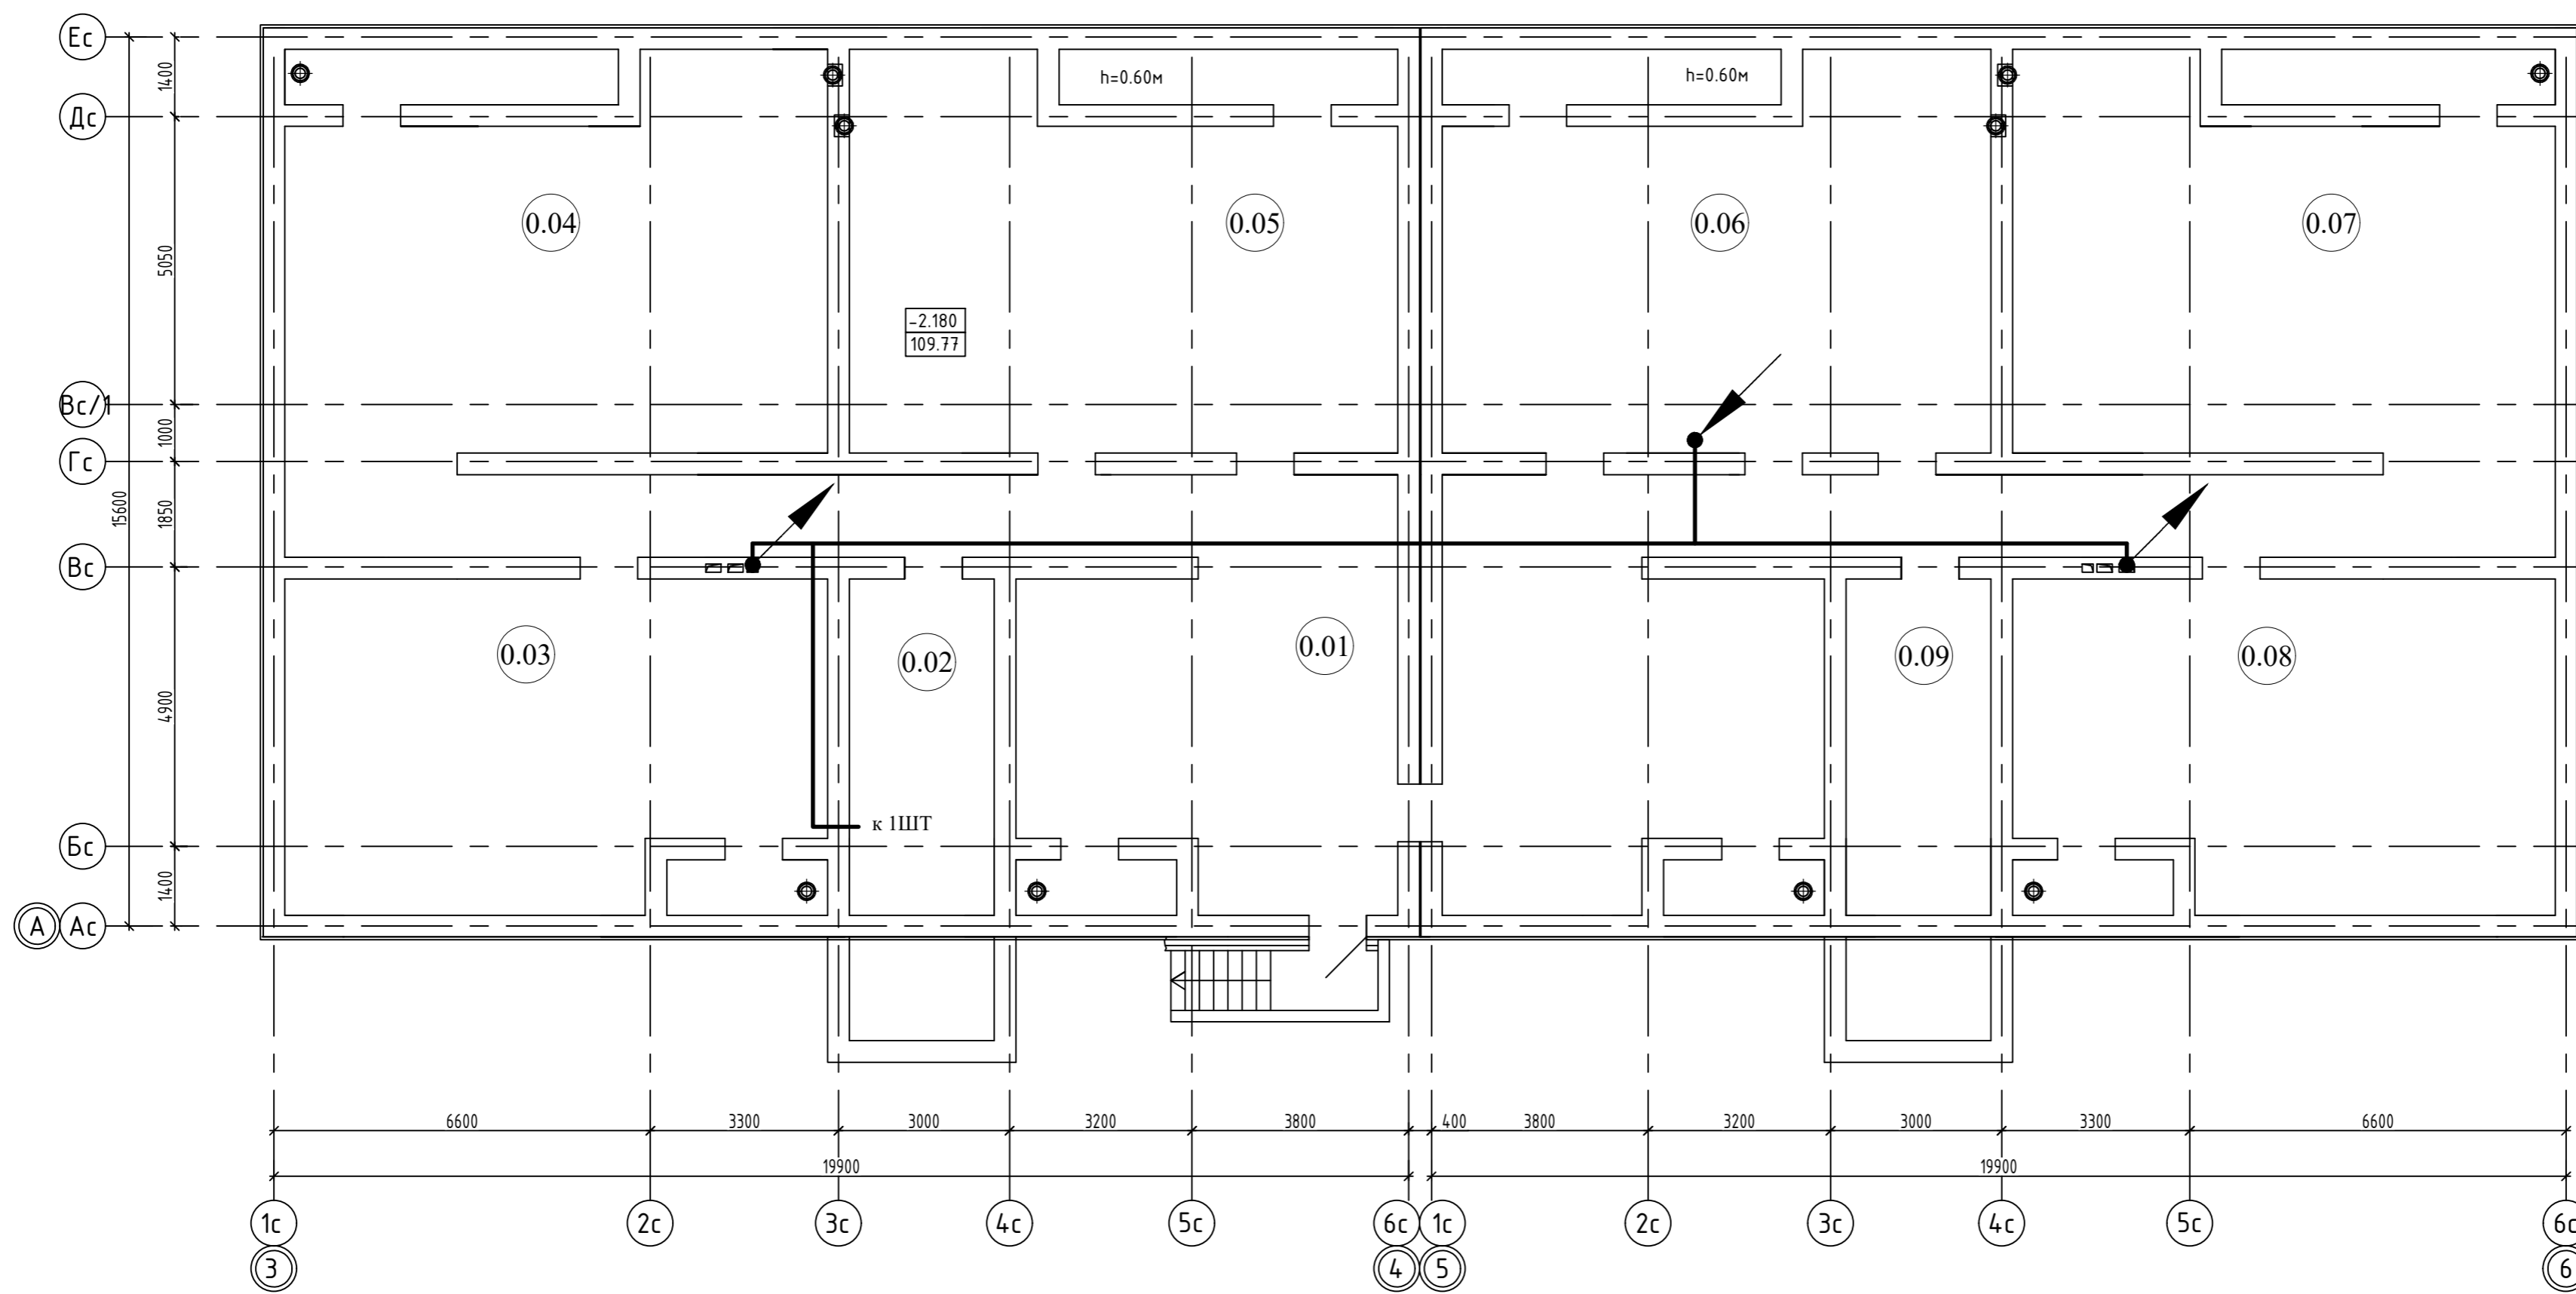 Ес
1400
h=0.60м
h=0.60м
Дс
0.04
0.05
0.06
0.07
5050
-2.180
109.77
Вс/1
1000
Гс
15600
1850
Вс
0.03
0.02
0.01
0.09
0.08
4900
к 1ШТ
Бс
1400
А
Ас
6600
3300
3000
3200
3800
400
3800
3200
3000
3300
6600
19900
19900
1с
2с
3с
4с
5с
6с
1с
2с
3с
4с
5с
6с
3
4
5
6